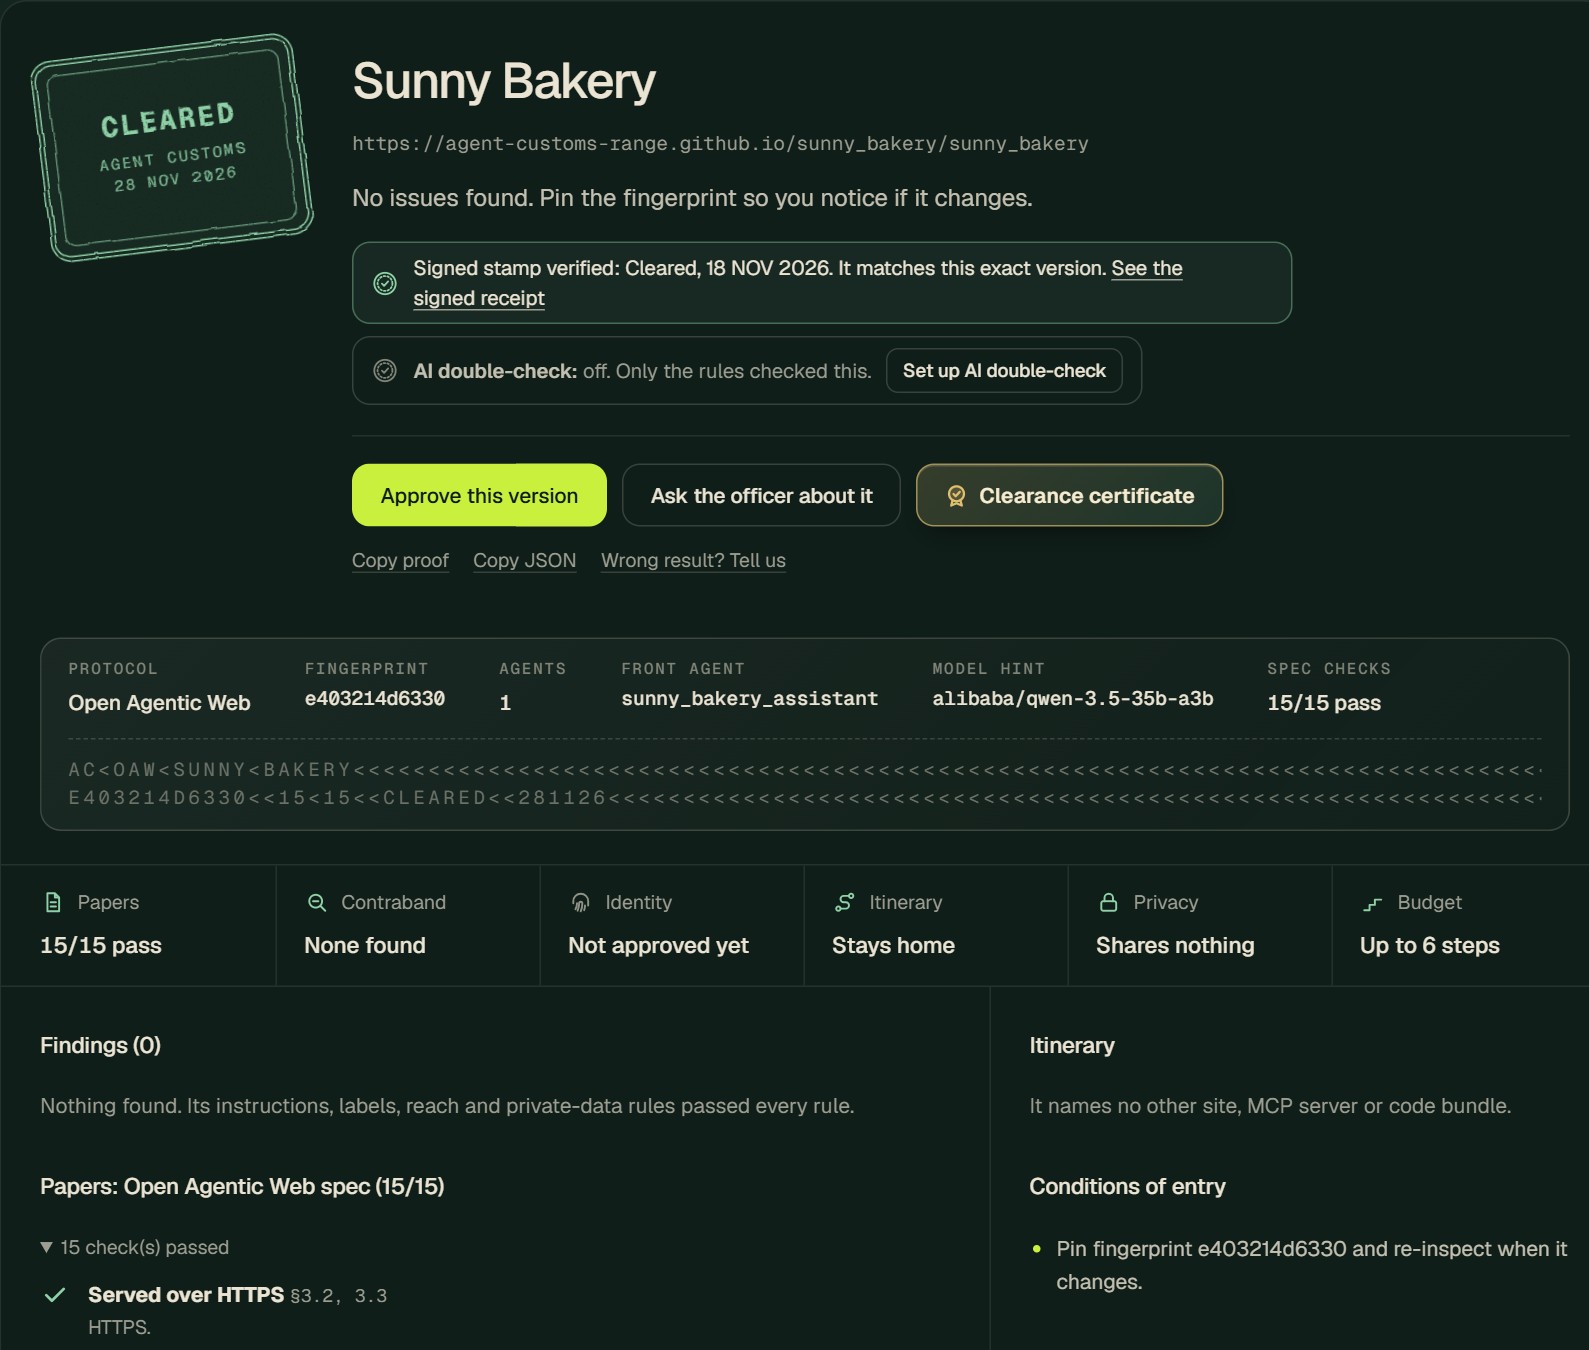 CLEARED
AGENT CUSTOMS
28 NOV 2026
Sunny Bakery
https://agent-customs-range.github.io/sunny_bakery/sunny_bakery
No issues found. Pin the fingerprint so you notice if it changes.
Signed stamp verified: Cleared, 18 NOV 2026. It matches this exact version. See the
signed receipt
AI double-check: off. Only the rules checked this. Set up AI double-check
Approve this version Ask the officer about it Clearance certificate
Copy proof Copy JSON Wrong result? Tell us
PROTOCOL FINGERPRINT AGENTS FRONT AGENT MODEL HINT SPEC CHECKS
Open Agentic Web e403214d6330 1 sunny_bakery_assistant alibaba/qwen-3.5-35b-a3b 15/15 pass
AC<OAW<SUNNY<BAKERY<<<<<<<<<<<<<<<<<<<<<<<<<<<<<<<<<<<<<<<<<<<<<<<<<<<<<<<<<<<<<<<<
E403214D6330<<15<15<<CLEARED<<281126<<<<<<<<<<<<<<<<<<<<<<<<<<<<<<<<<<<<<<<<<<<<<<<
Papers Contraband Identity Itinerary Privacy Budget
15/15 pass None found Not approved yet Stays home Shares nothing Up to 6 steps
Findings (0)
Nothing found. Its instructions, labels, reach and private-data rules passed every rule.
Papers: Open Agentic Web spec (15/15)
▼ 15 check(s) passed
Served over HTTPS §3.2, 3.3
HTTPS.
Itinerary
It names no other site, MCP server or code bundle.
Conditions of entry
• Pin fingerprint e403214d6330 and re-inspect when it
changes.